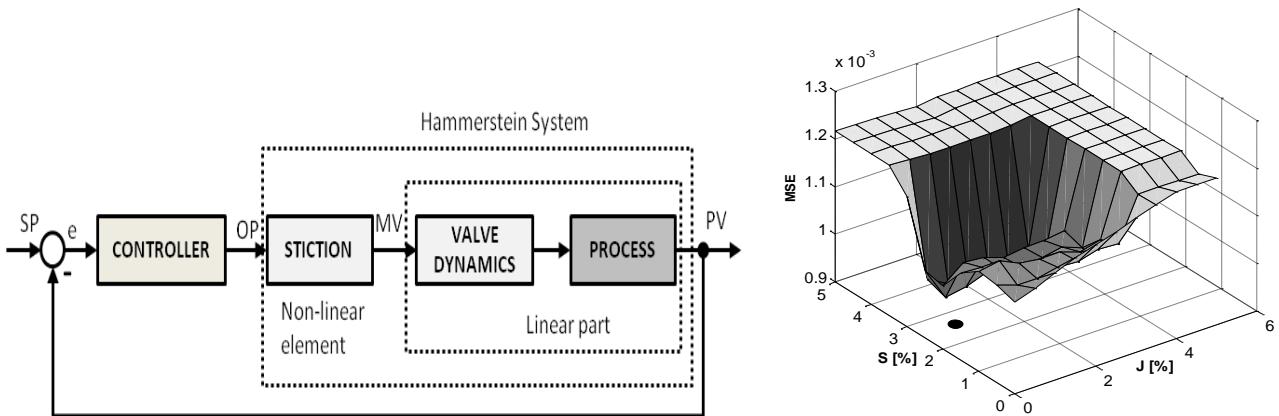 Hammerstein System
SP
e
-
CONTROLLER
OP
STICTION
MV
VALVE
DYNAMICS
PROCESS
PV
Non-linear
element
Linear part
x 10^-3
1.3
1.2
1.1
1
0.9
MSE
5
4
3
2
1
0
S [%]
0
2
4
6
J [%]